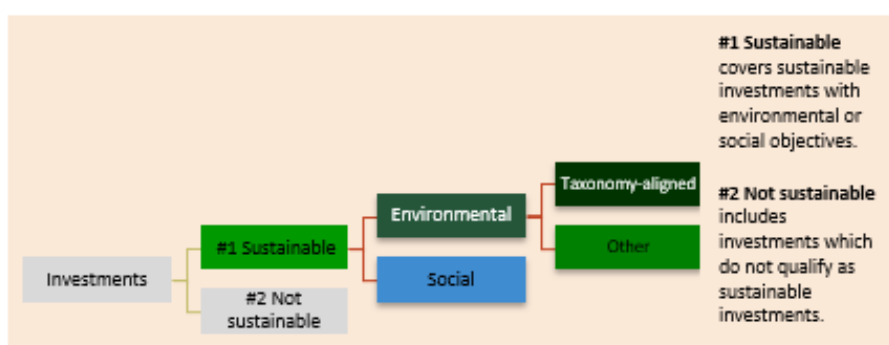 Investments
#1 Sustainable
#2 Not
sustainable
Environmental
Social
Taxonomy-aligned
Other
#1 Sustainable
covers sustainable
investments with
environmental or
social objectives.
#2 Not sustainable
includes
investments which
do not qualify as
sustainable
investments.